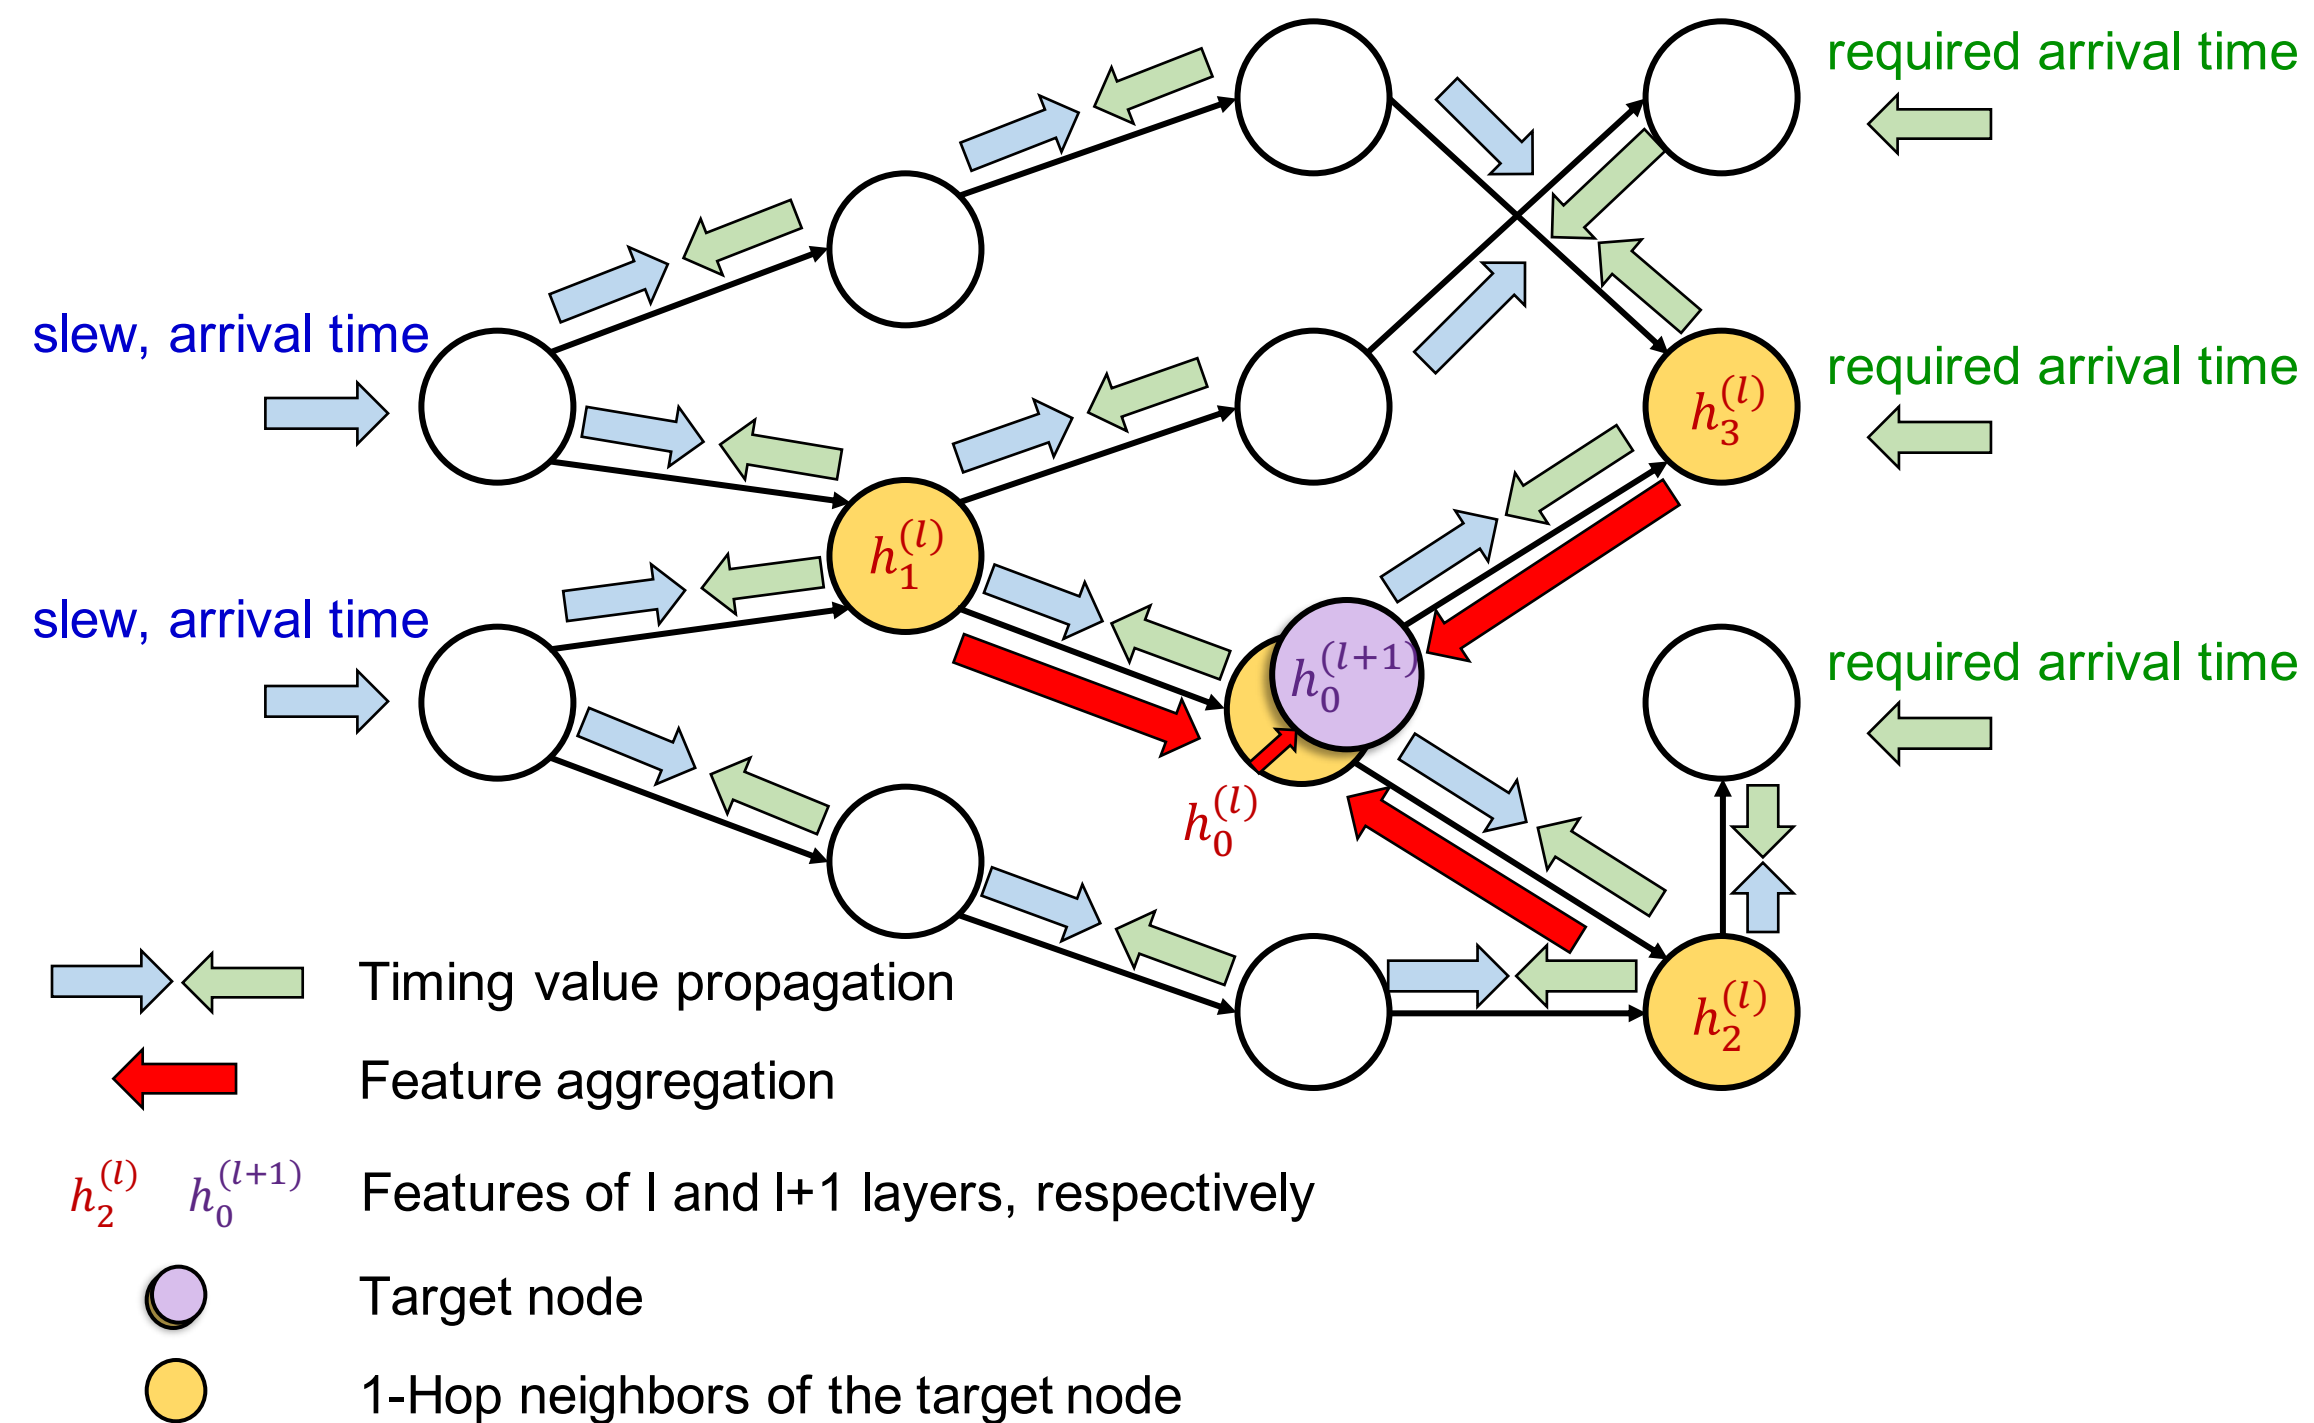 required arrival time
slew, arrival time
required arrival time
h_3^{(l)}
h_1^{(l)}
slew, arrival time
h_0^{(l+1)}
required arrival time
h_0^{(l)}
h_2^{(l)}
Timing value propagation
Feature aggregation
h_2^{(l)} h_0^{(l+1)} Features of l and l+1 layers, respectively
Target node
1-Hop neighbors of the target node